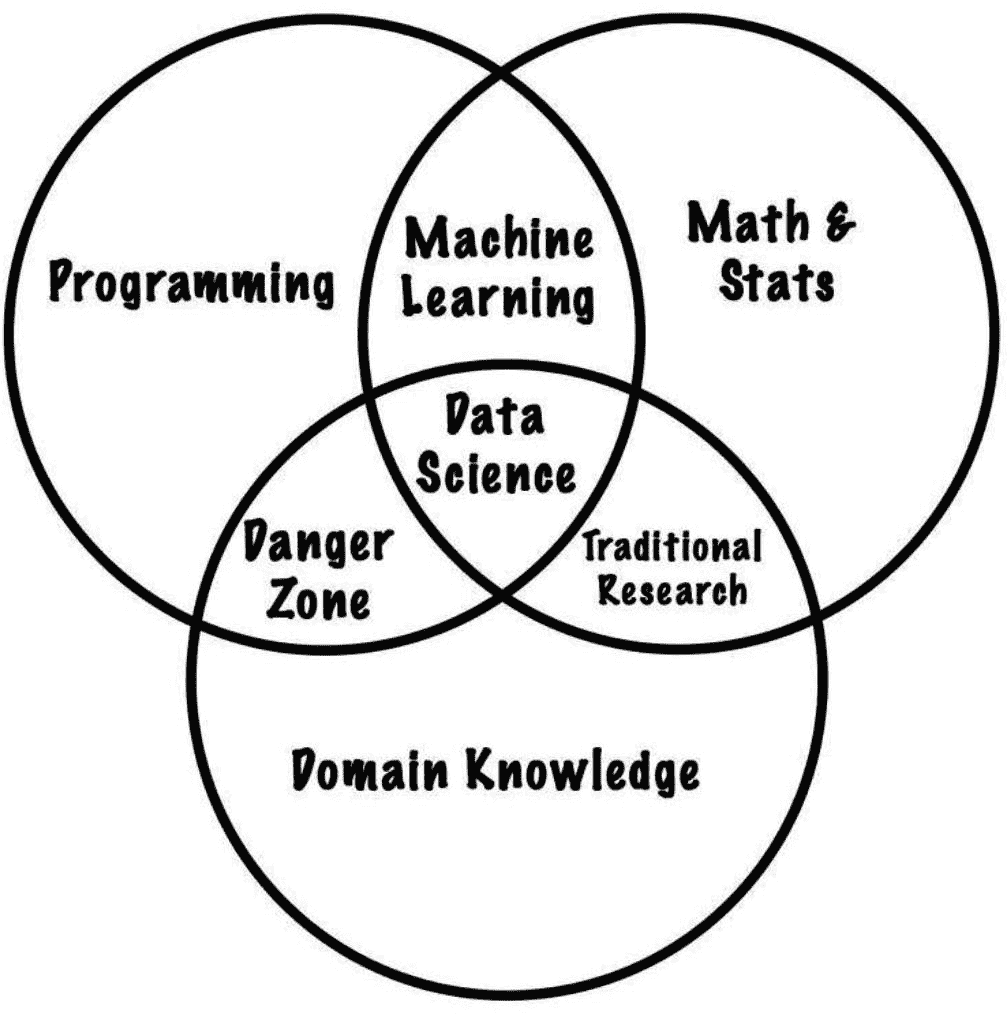 Programming
Machine
Learning
Math &
Stats
Data
Science
Danger
Zone
Traditional
Research
Domain Knowledge